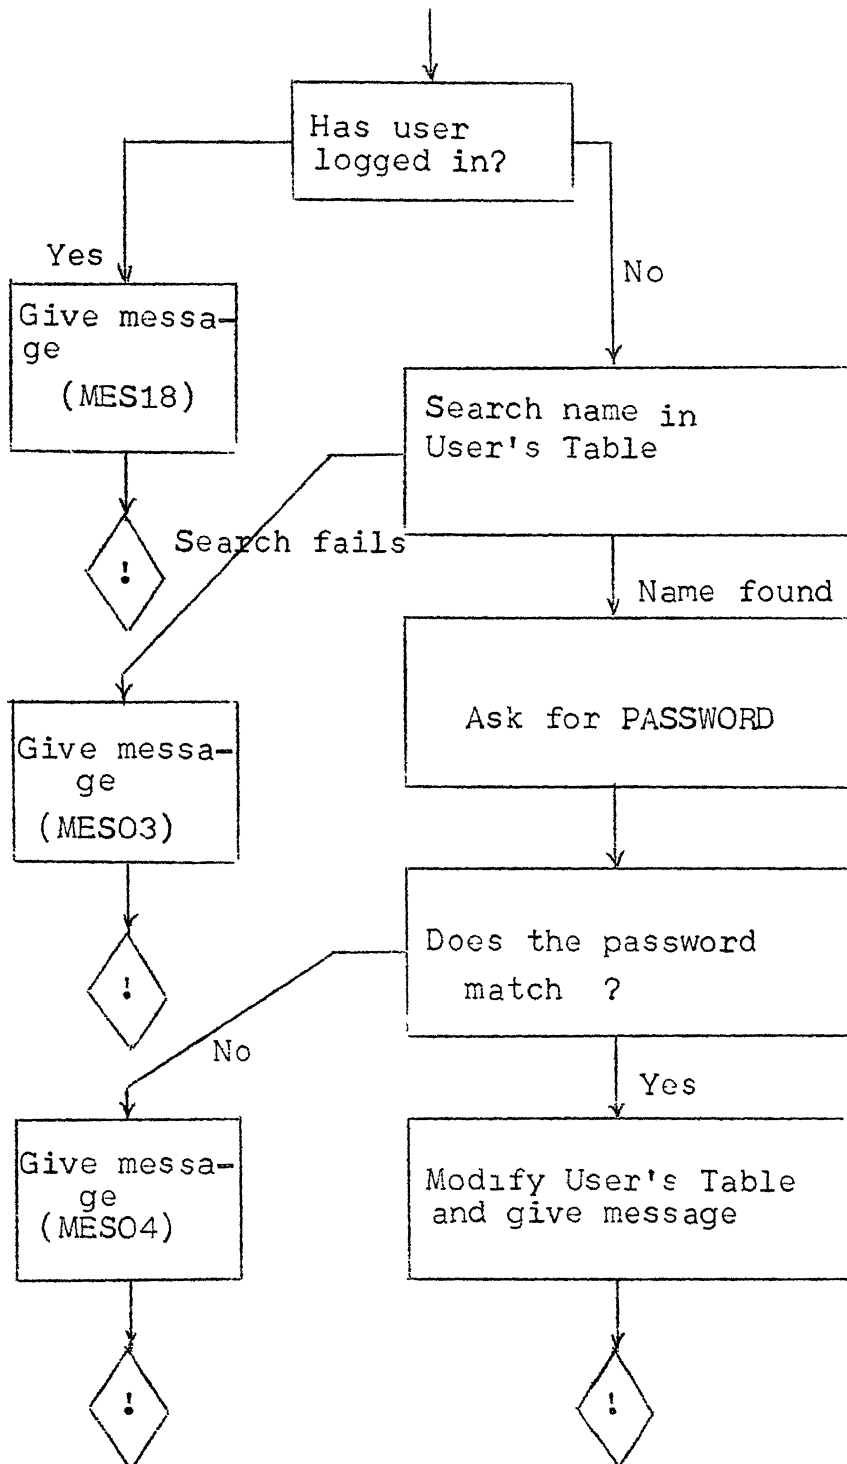 Has user
logged in?
Yes
No
Give messa-
ge
(MES18)
Search name in
User's Table
!
Search fails
Name found
Ask for PASSWORD
Give messa-
ge
(MES03)
Does the password
match ?
!
No
Yes
Give messa-
ge
(MES04)
Modify User's Table
and give message
!
!